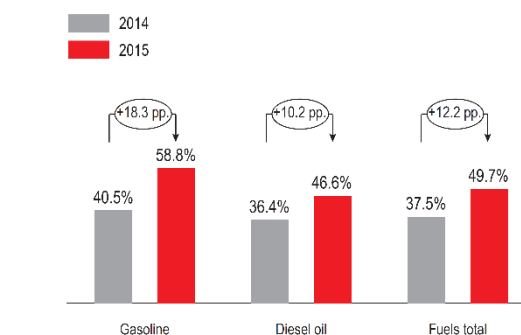 2014
2015
+18.3 pp.
+10.2 pp.
+12.2 pp.
58.8%
40.5%
46.6%
36.4%
49.7%
37.5%
Gasoline
Diesel oil
Fuels total